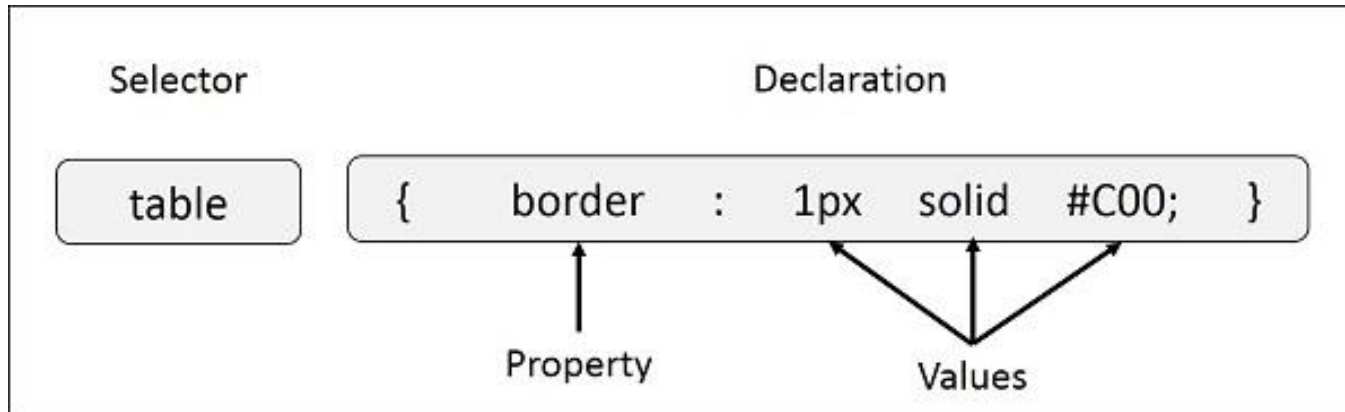 Selector Declaration
table { border : 1px solid #C00; }
Property Values